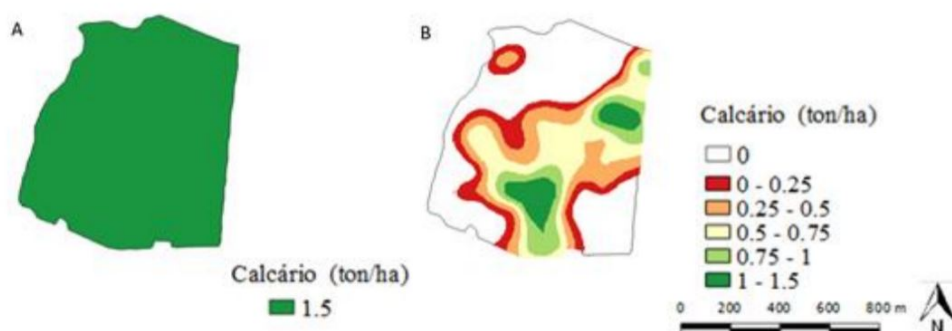 A
B
Calcário (ton/ha)
1.5
Calcário (ton/ha)
0
0 - 0.25
0.25 - 0.5
0.5 - 0.75
0.75 - 1
1 - 1.5
0 200 400 600 800 m
N